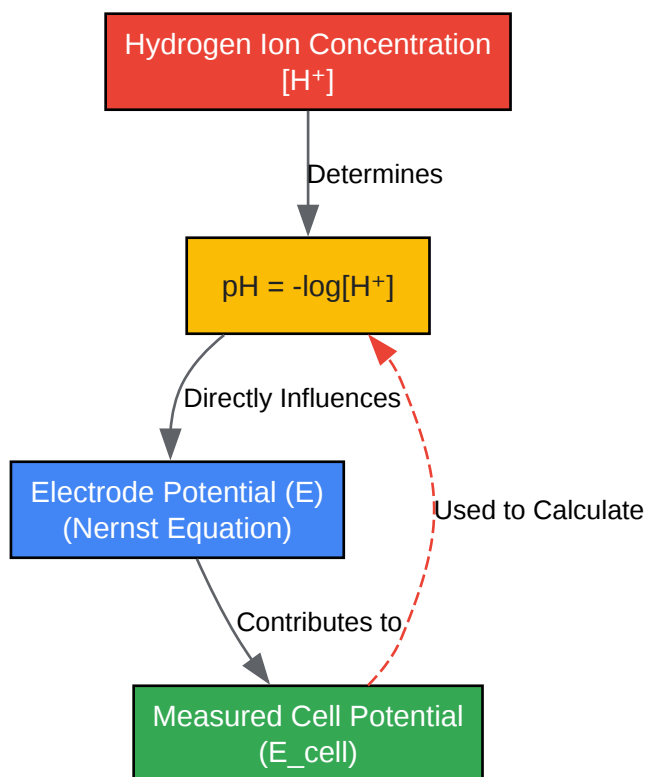 Hydrogen Ion Concentration
[H⁺]
Determines
pH = -log[H⁺]
Directly Influences
Electrode Potential (E)
(Nernst Equation)
Used to Calculate
Contributes to
Measured Cell Potential
(E_cell)